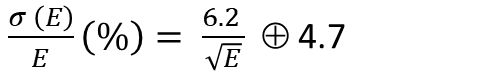 σ (E)/E (%) = 6.2/√E ⊕ 4.7